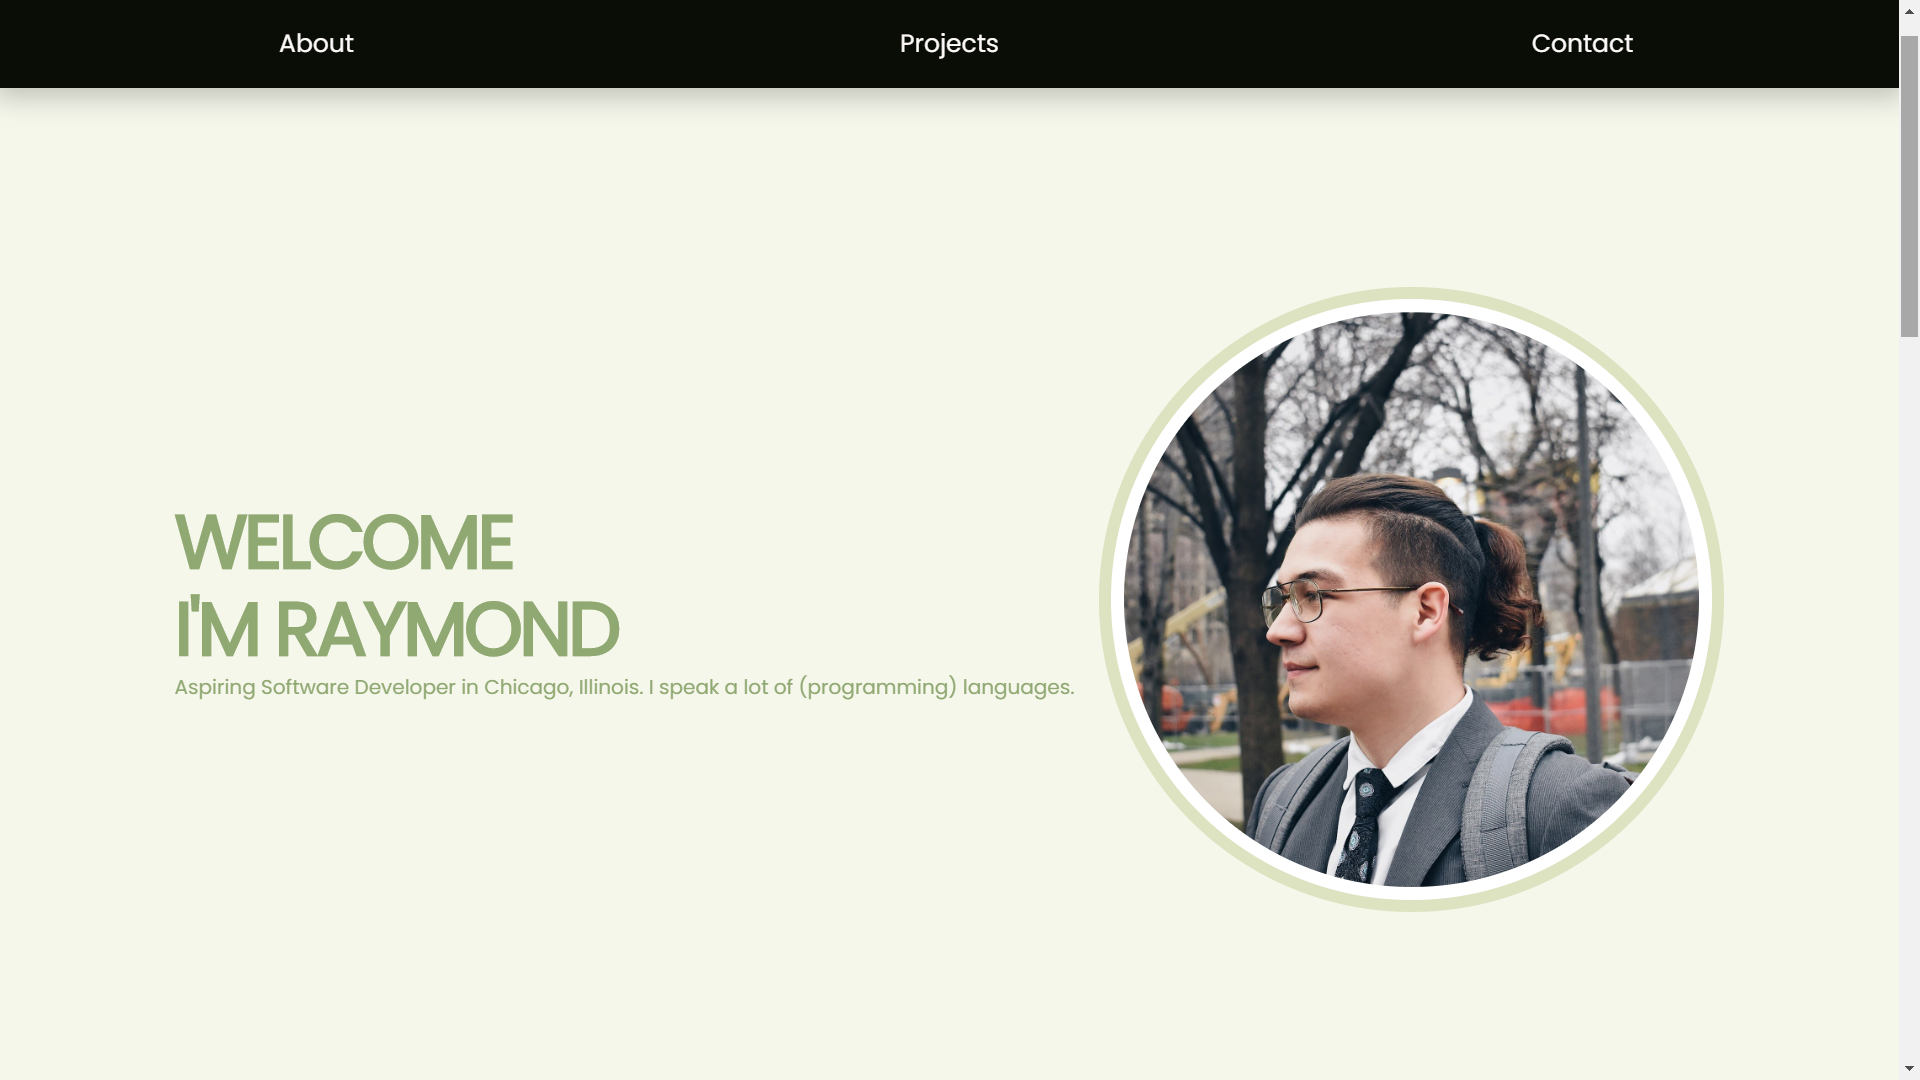 About
Projects
Contact
WELCOME
I'M RAYMOND
Aspiring Software Developer in Chicago, Illinois. I speak a lot of (programming) languages.